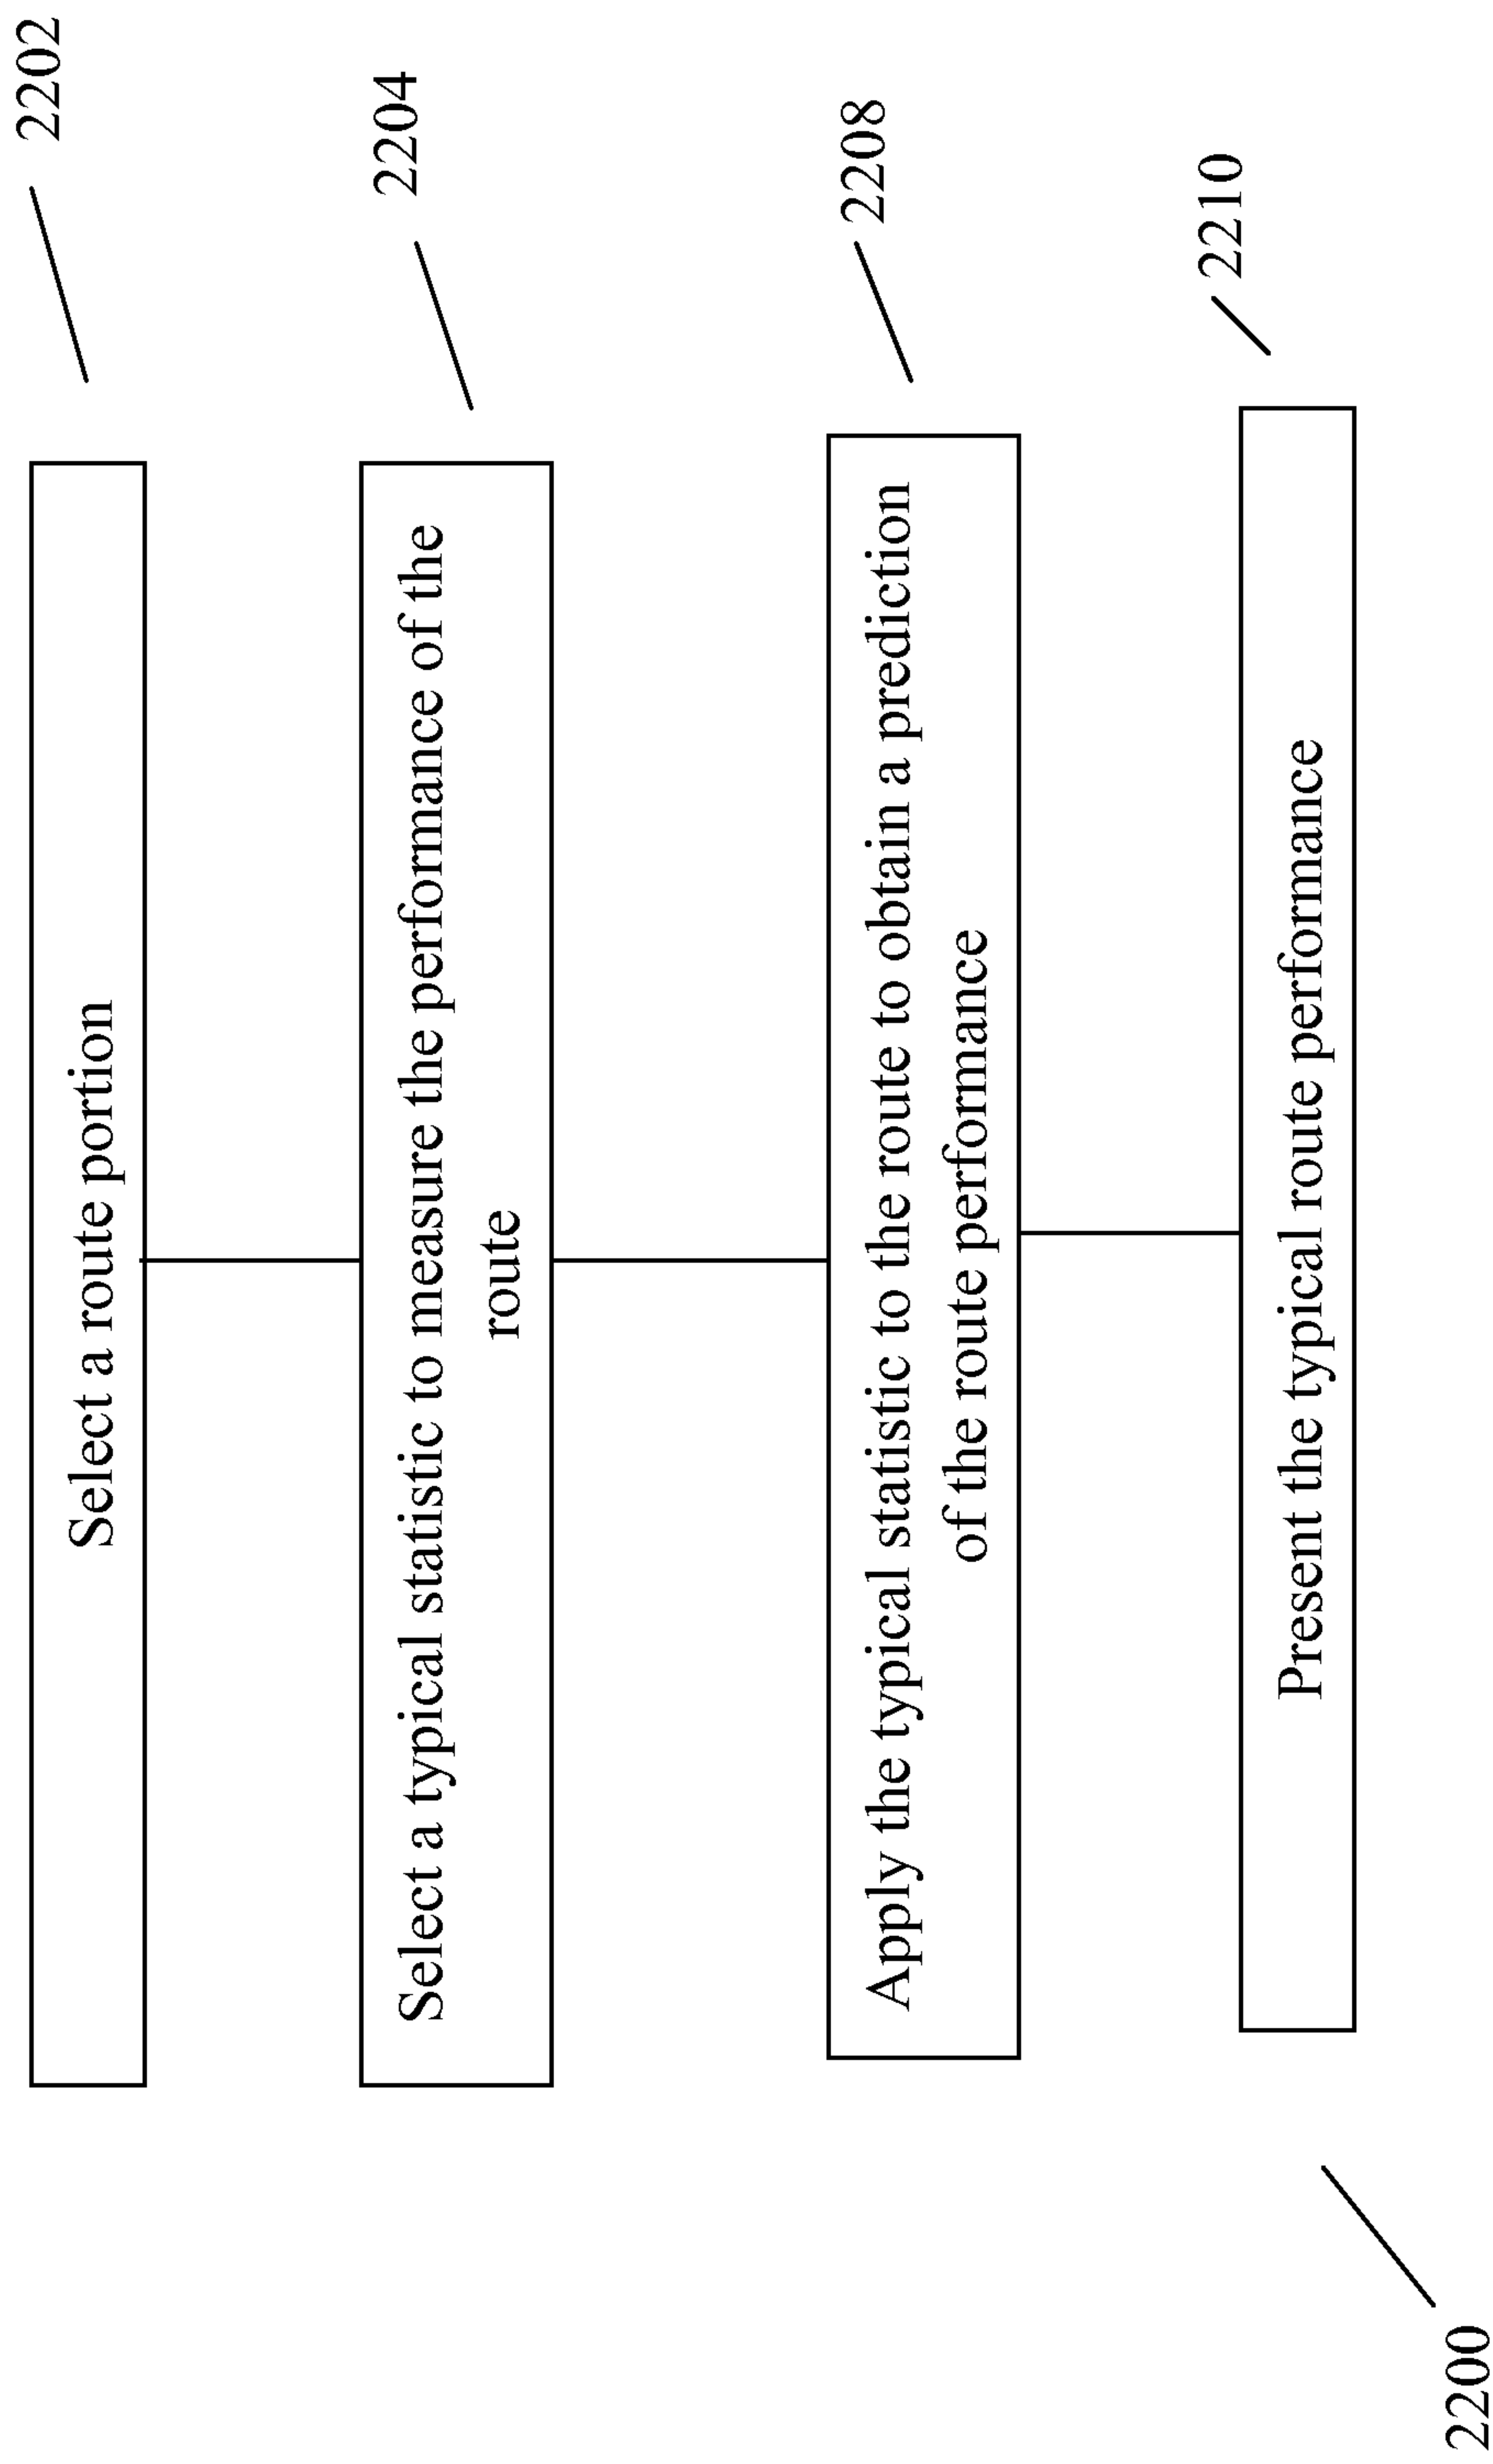 2202
Select a route portion
2204
Select a typical statistic to measure the performance of the
route
2208
Apply the typical statistic to the route to obtain a prediction
of the route performance
2210
Present the typical route performance
2200